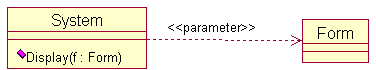 System
Display(f : Form)
<<parameter>>
Form